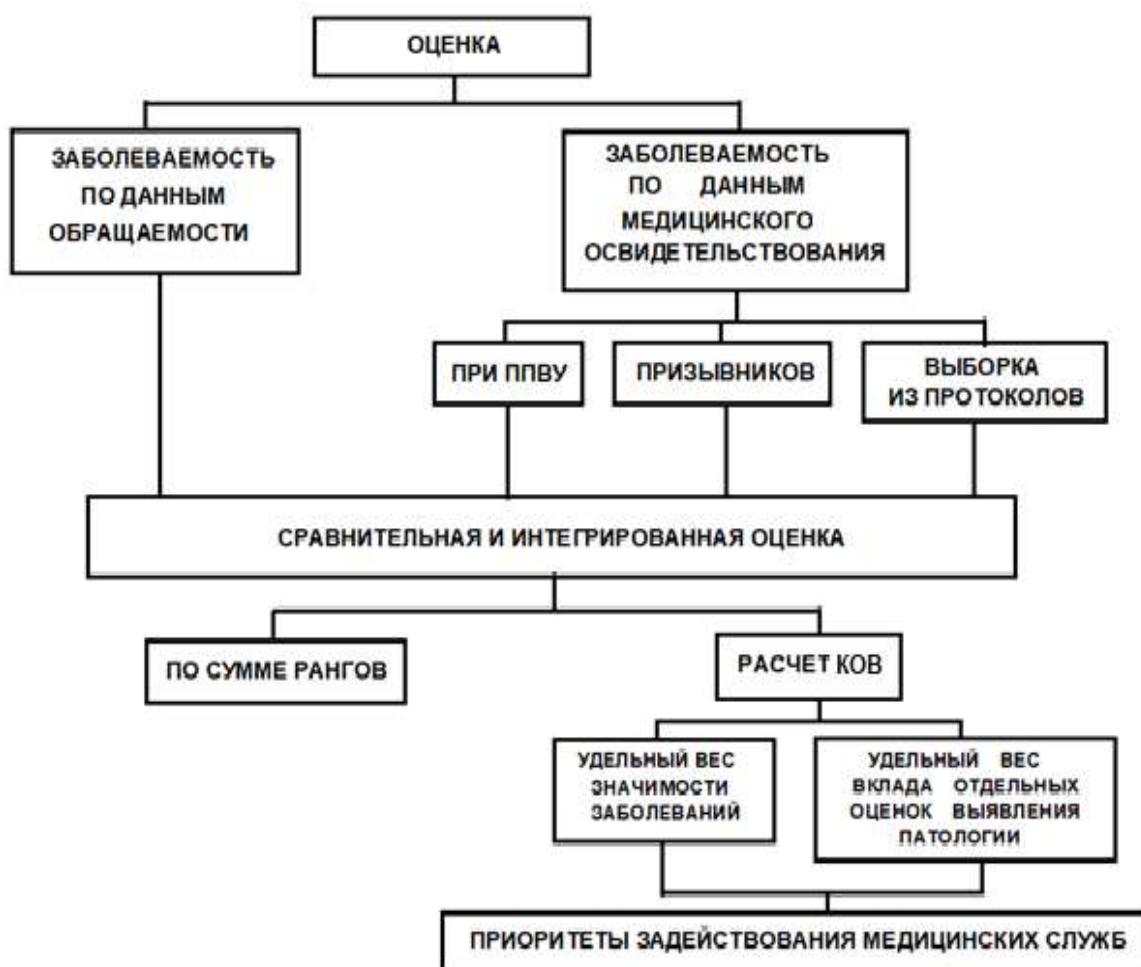 ОЦЕНКА
ЗАБОЛЕВАЕМОСТЬ
ПО ДАННЫМ
ОБРАЩАЕМОСТИ
ЗАБОЛЕВАЕМОСТЬ
ПО ДАННЫМ
МЕДИЦИНСКОГО
ОСВИДЕТЕЛЬСТВОВАНИЯ
ПРИ ППВУ
ПРИЗЫВНИКОВ
ВЫБОРКА
ИЗ ПРОТОКОЛОВ
СРАВНИТЕЛЬНАЯ И ИНТЕГРИРОВАННАЯ ОЦЕНКА
ПО СУММЕ РАНГОВ
РАСЧЕТ КОВ
УДЕЛЬНЫЙ ВЕС
ЗНАЧИМОСТИ
ЗАБОЛЕВАНИЙ
УДЕЛЬНЫЙ ВЕС
ВКЛАДА ОТДЕЛЬНЫХ
ОЦЕНОК ВЫЯВЛЕНИЯ
ПАТОЛОГИИ
ПРИОРИТЕТЫ ЗАДЕЙСТВОВАНИЯ МЕДИЦИНСКИХ СЛУЖБ